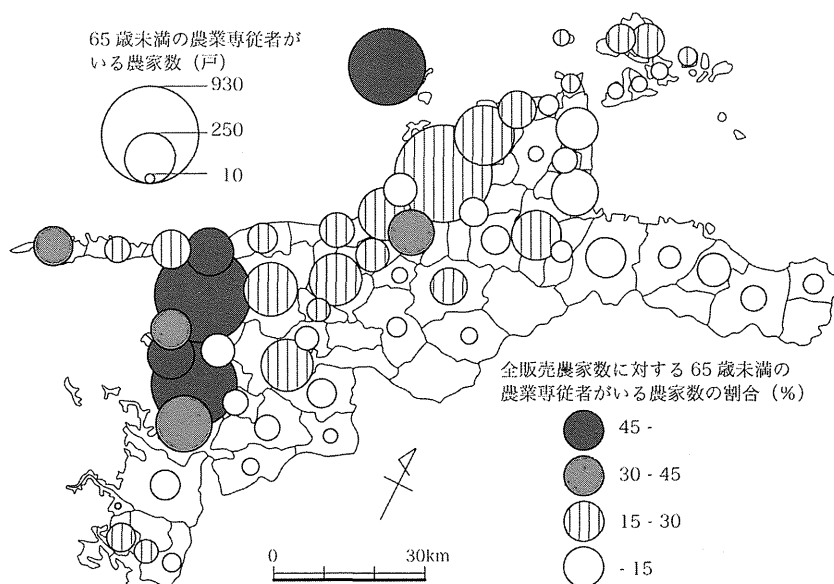 65 歳未満の農業専従者が
いる農家数（戸）
930
250
10
全販売農家数に対する 65 歳未満の
農業専従者がいる農家数の割合（％）
45 -
30 - 45
15 - 30
- 15
0 30km